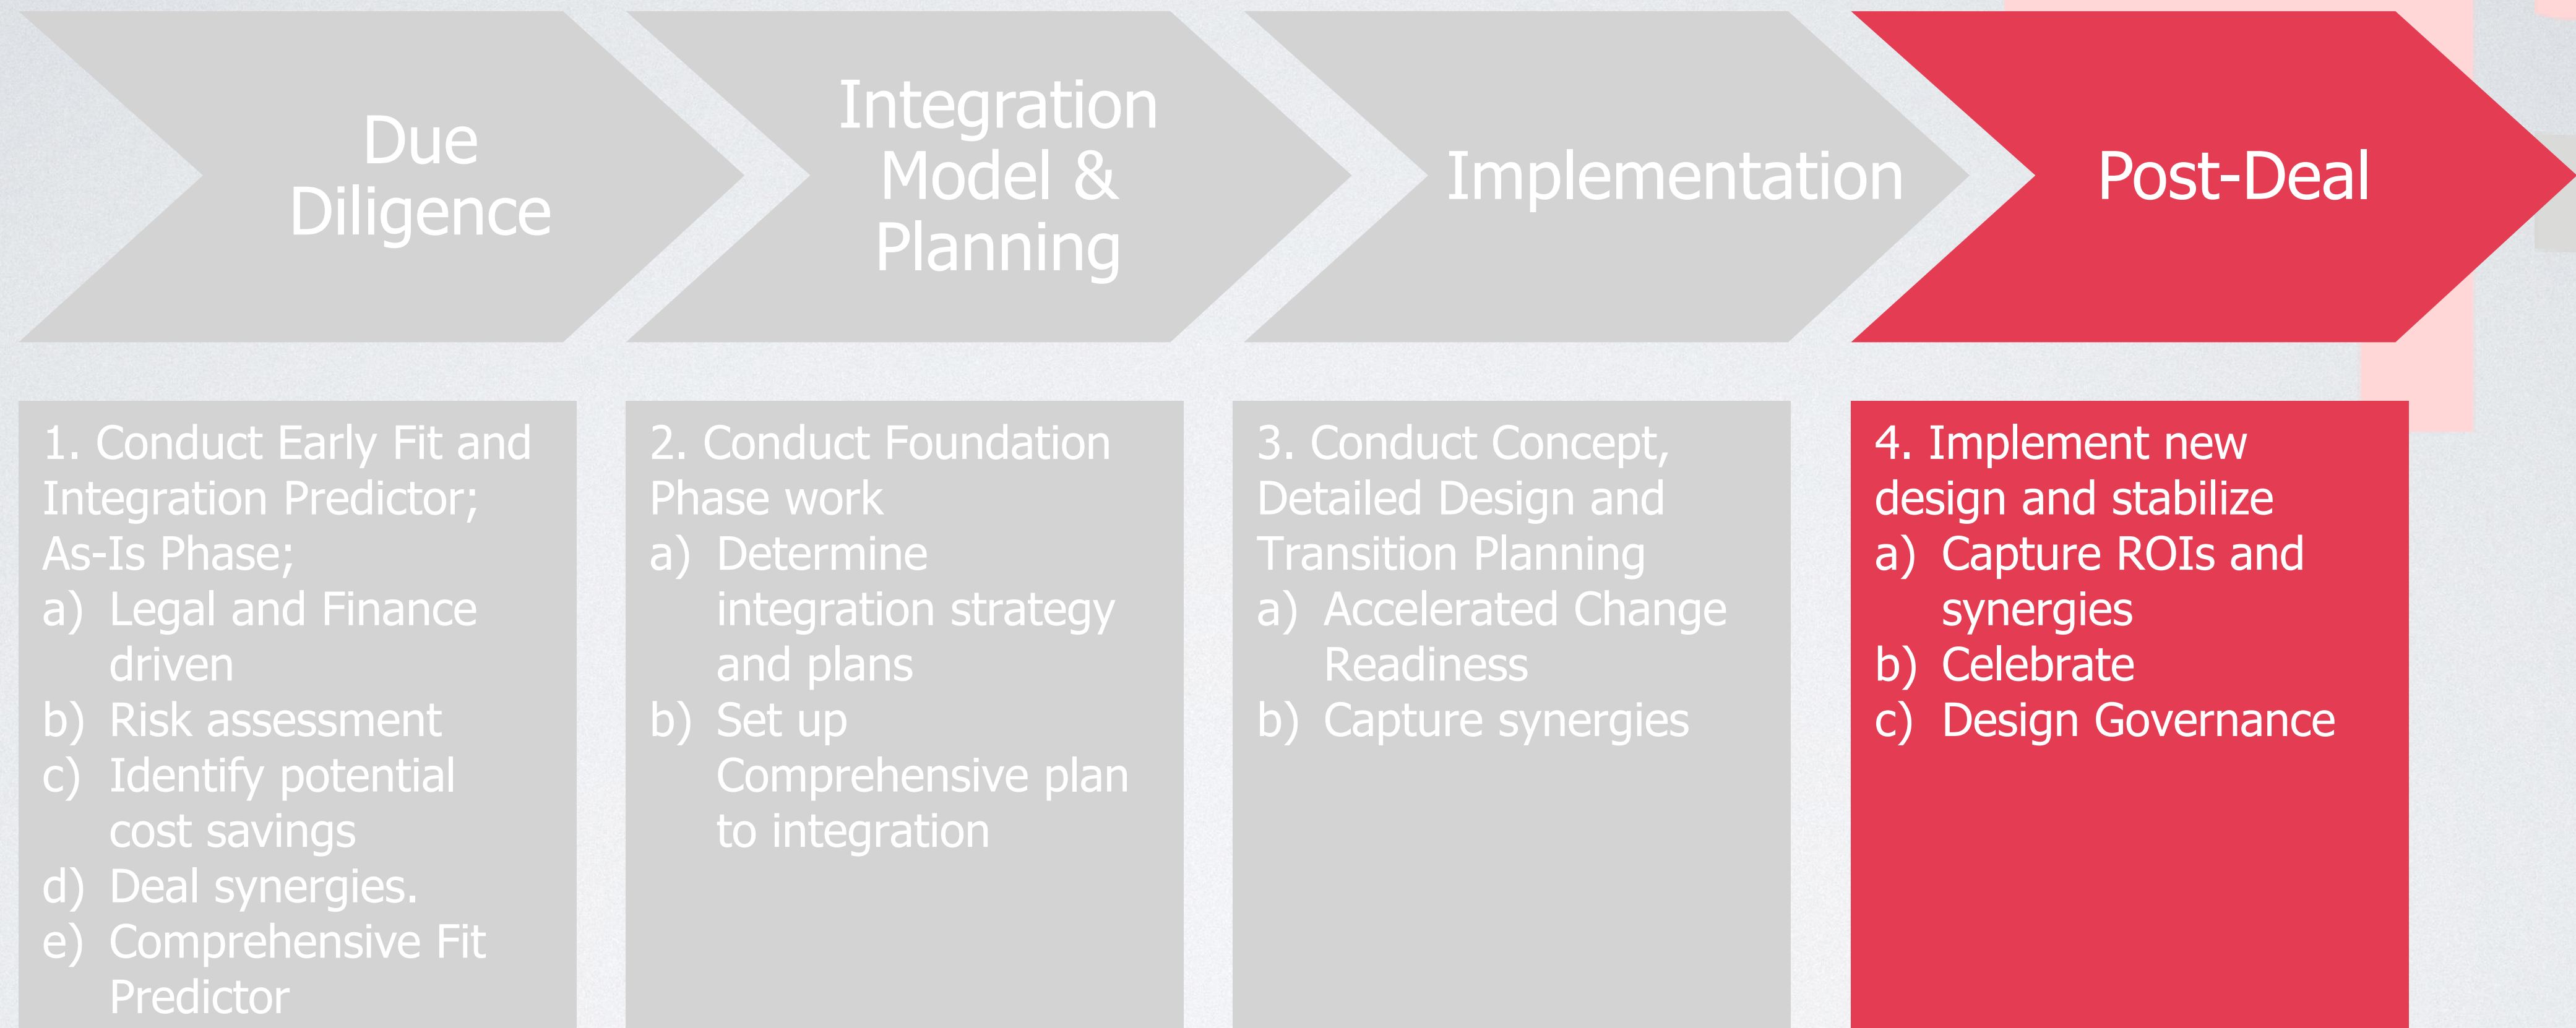 Due
Diligence
Integration
Model &
Planning
Implementation
Post-Deal
1. Conduct Early Fit and
Integration Predictor;
As-Is Phase;
a) Legal and Finance
driven
b) Risk assessment
c) Identify potential
cost savings
d) Deal synergies.
e) Comprehensive Fit
Predictor
2. Conduct Foundation
Phase work
a) Determine
integration strategy
and plans
b) Set up
Comprehensive plan
to integration
3. Conduct Concept,
Detailed Design and
Transition Planning
a) Accelerated Change
Readiness
b) Capture synergies
4. Implement new
design and stabilize
a) Capture ROIs and
synergies
b) Celebrate
c) Design Governance